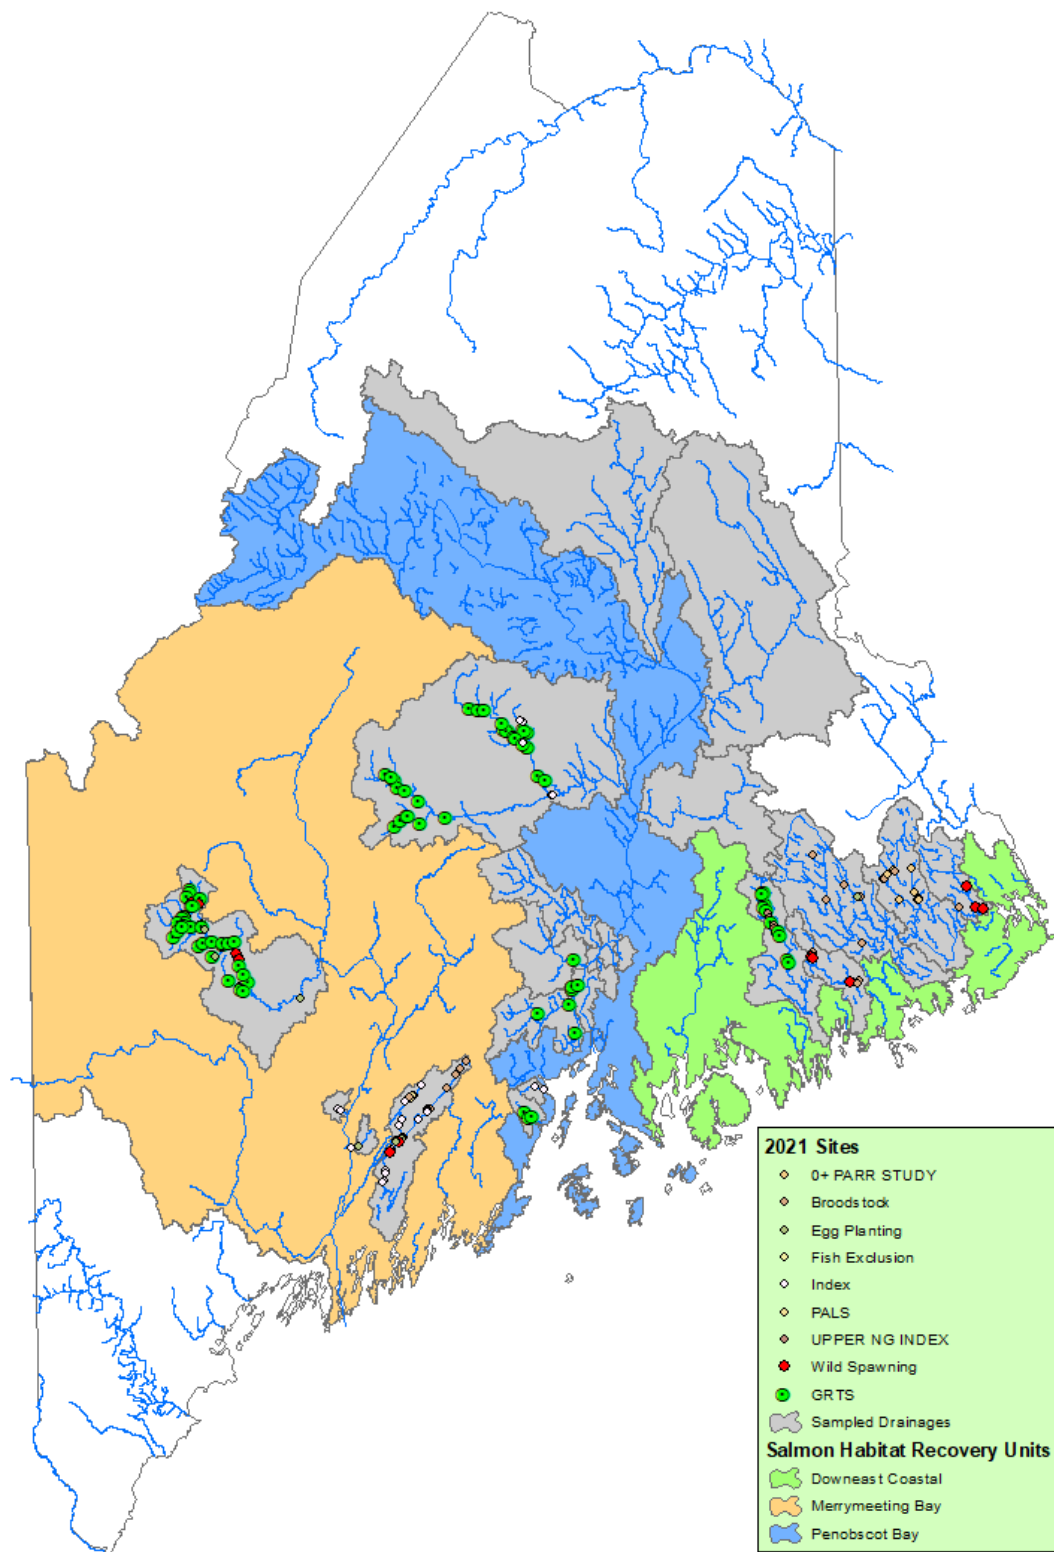 2021 Sites
0+ PARR STUDY
Broodstock
Egg Planting
Fish Exclusion
Index
PALS
UPPER NG INDEX
Wild Spawning
GRTS
Sampled Drainages
Salmon Habitat Recovery Units
Downeast Coastal
Merrymeeting Bay
Penobscot Bay